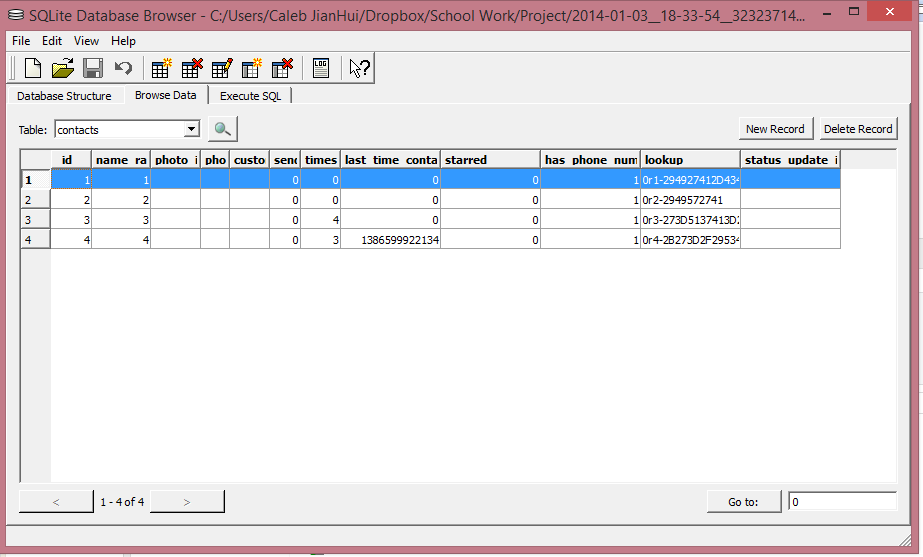 SQLite Database Browser - C:/Users/Caleb JianHui/Dropbox/School Work/Project/2014-01-03__18-33-54__32323714...
File Edit View Help
LOG
Database Structure Browse Data Execute SQL
Table: contacts New Record Delete Record
_id name_ra photo_i pho custo send times last_time_conta starred has_phone_num lookup status_update_i
1 1 1 0 0 0 0 1 0r1-294927412D434
2 2 2 0 0 0 0 1 0r2-2949572741
3 3 3 0 4 0 0 1 0r3-273D5137413D2
4 4 4 0 3 1386599922134 0 1 0r4-2B273D2F29534
< 1 - 4 of 4 > Go to: 0